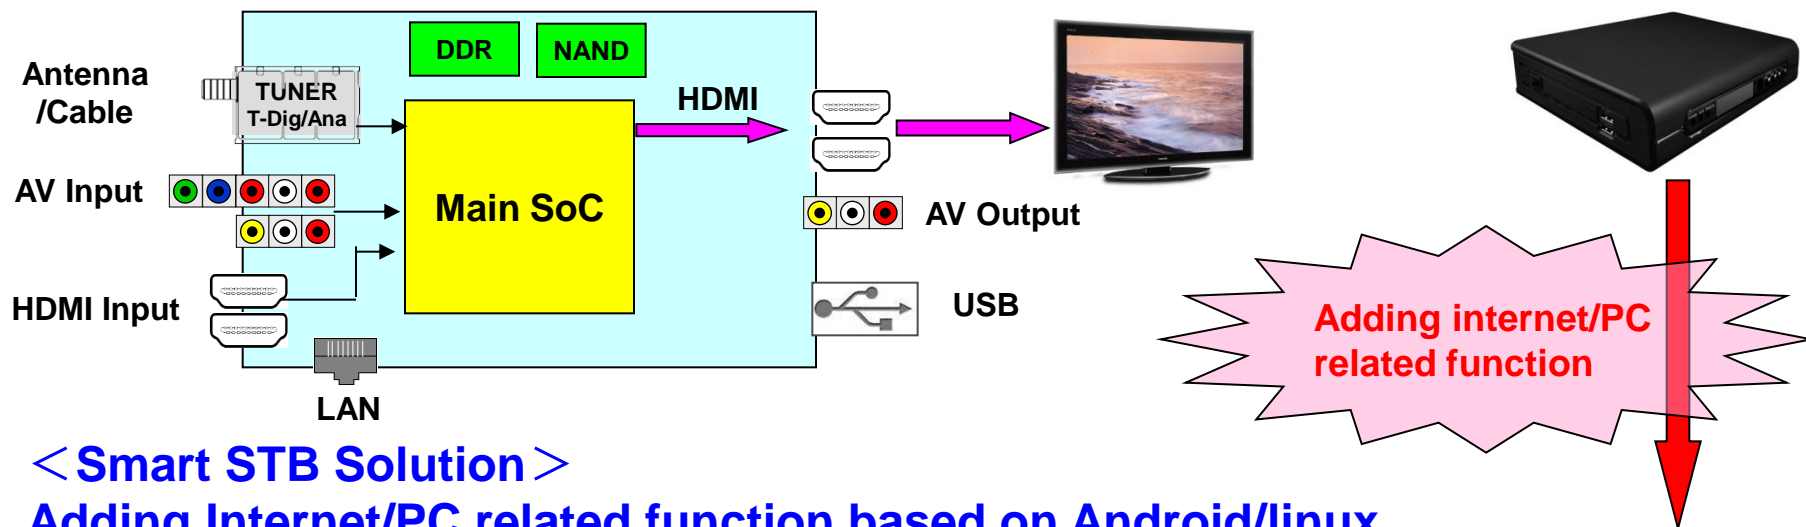 DDR
NAND
Antenna
/Cable
TUNER
T-Dig/Ana
HDMI
AV Input
Main SoC
AV Output
HDMI Input
USB
LAN
Adding internet/PC
related function
＜Smart STB Solution＞
Adding Internet/PC related function based on Android/linux